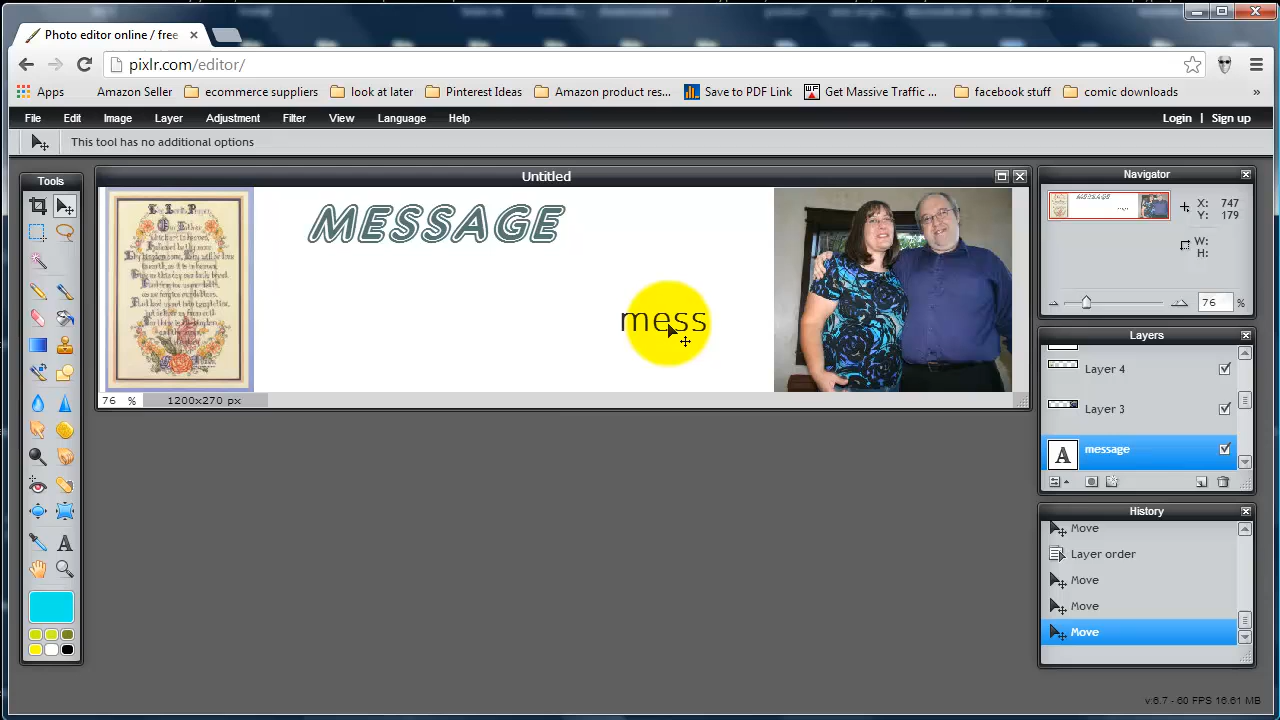 Photo editor online / free
pixlr.com/editor/
Apps Amazon Seller ecommerce suppliers look at later Pinterest Ideas Amazon product res... Save to PDF Link Get Massive Traffic ... facebook stuff comic downloads »
File Edit Image Layer Adjustment Filter View Language Help Login | Sign up
This tool has no additional options
Tools
Untitled
MESSAGE
mess
76 % 1200x270 px
Navigator
X: 747
Y: 179
W:
H:
76 %
Layers
Layer 4
Layer 3
A message
History
Move
Layer order
Move
Move
Move
v:6.7 - 60 FPS 16.61 MB